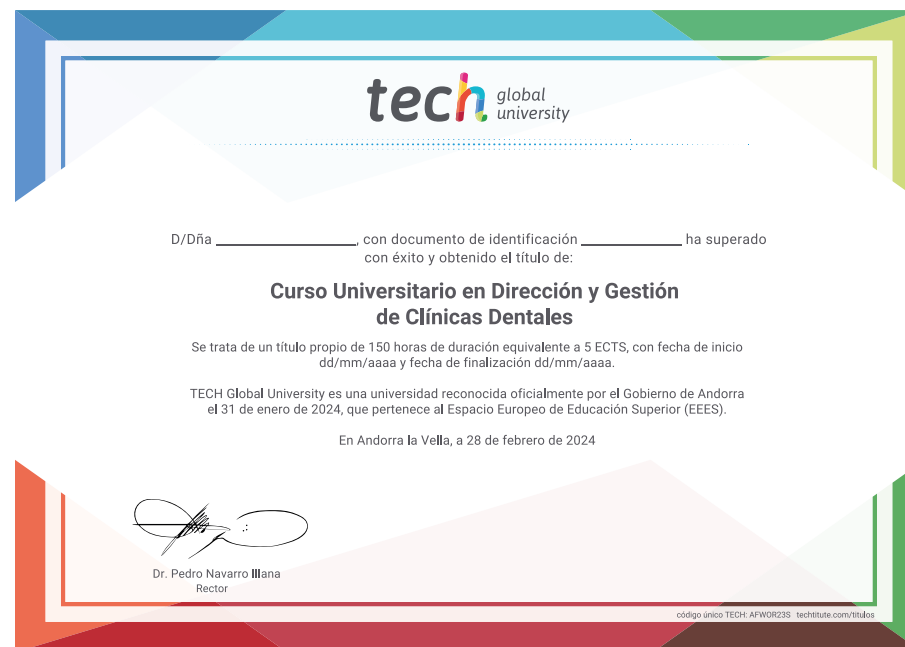 tech global university
D/Dña ____________________, con documento de identificación ______________ ha superado
con éxito y obtenido el título de:
Curso Universitario en Dirección y Gestión
de Clínicas Dentales
Se trata de un título propio de 150 horas de duración equivalente a 5 ECTS, con fecha de inicio
dd/mm/aaaa y fecha de finalización dd/mm/aaaa.
TECH Global University es una universidad reconocida oficialmente por el Gobierno de Andorra
el 31 de enero de 2024, que pertenece al Espacio Europeo de Educación Superior (EEES).
En Andorra la Vella, a 28 de febrero de 2024
Dr. Pedro Navarro Illana
Rector
código único TECH: AFWOR23S techtitute.com/titulos